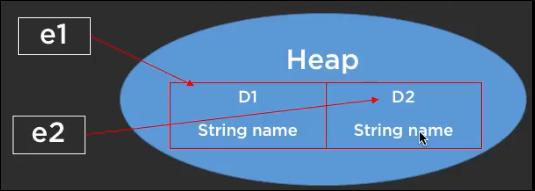 e1
Heap
D1
D2
e2
String name
String name